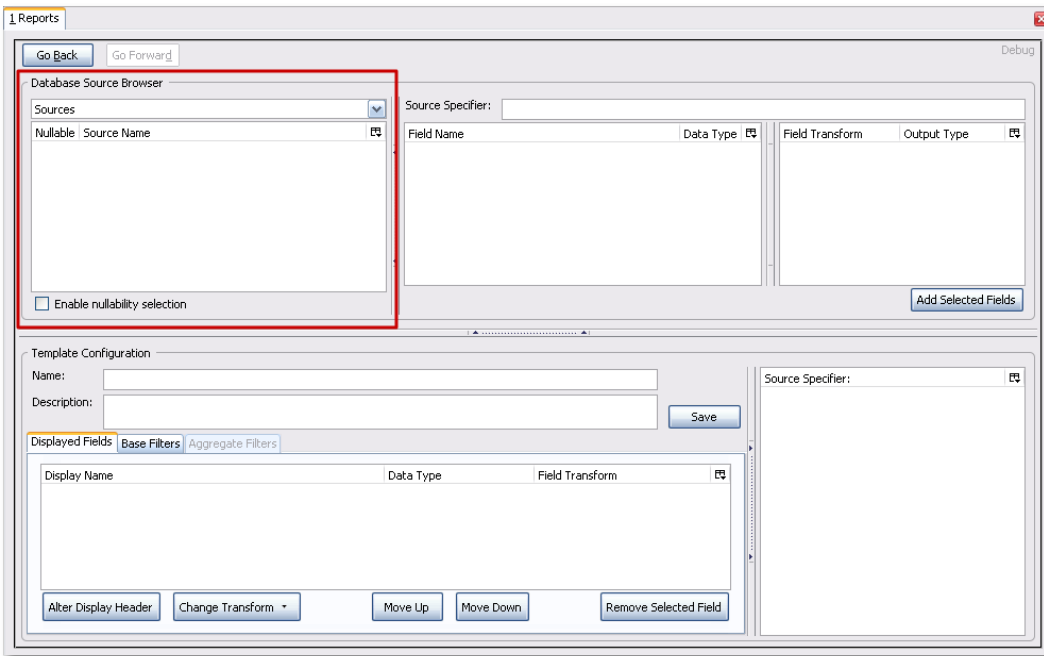 1 Reports
Go Back Go Forward Debug
Database Source Browser
Sources Source Specifier:
Nullable Source Name Field Name Data Type Field Transform Output Type
Enable nullability selection Add Selected Fields
Template Configuration
Name: Source Specifier:
Description:
Save
Displayed Fields Base Filters Aggregate Filters
Display Name Data Type Field Transform
Alter Display Header Change Transform Move Up Move Down Remove Selected Field